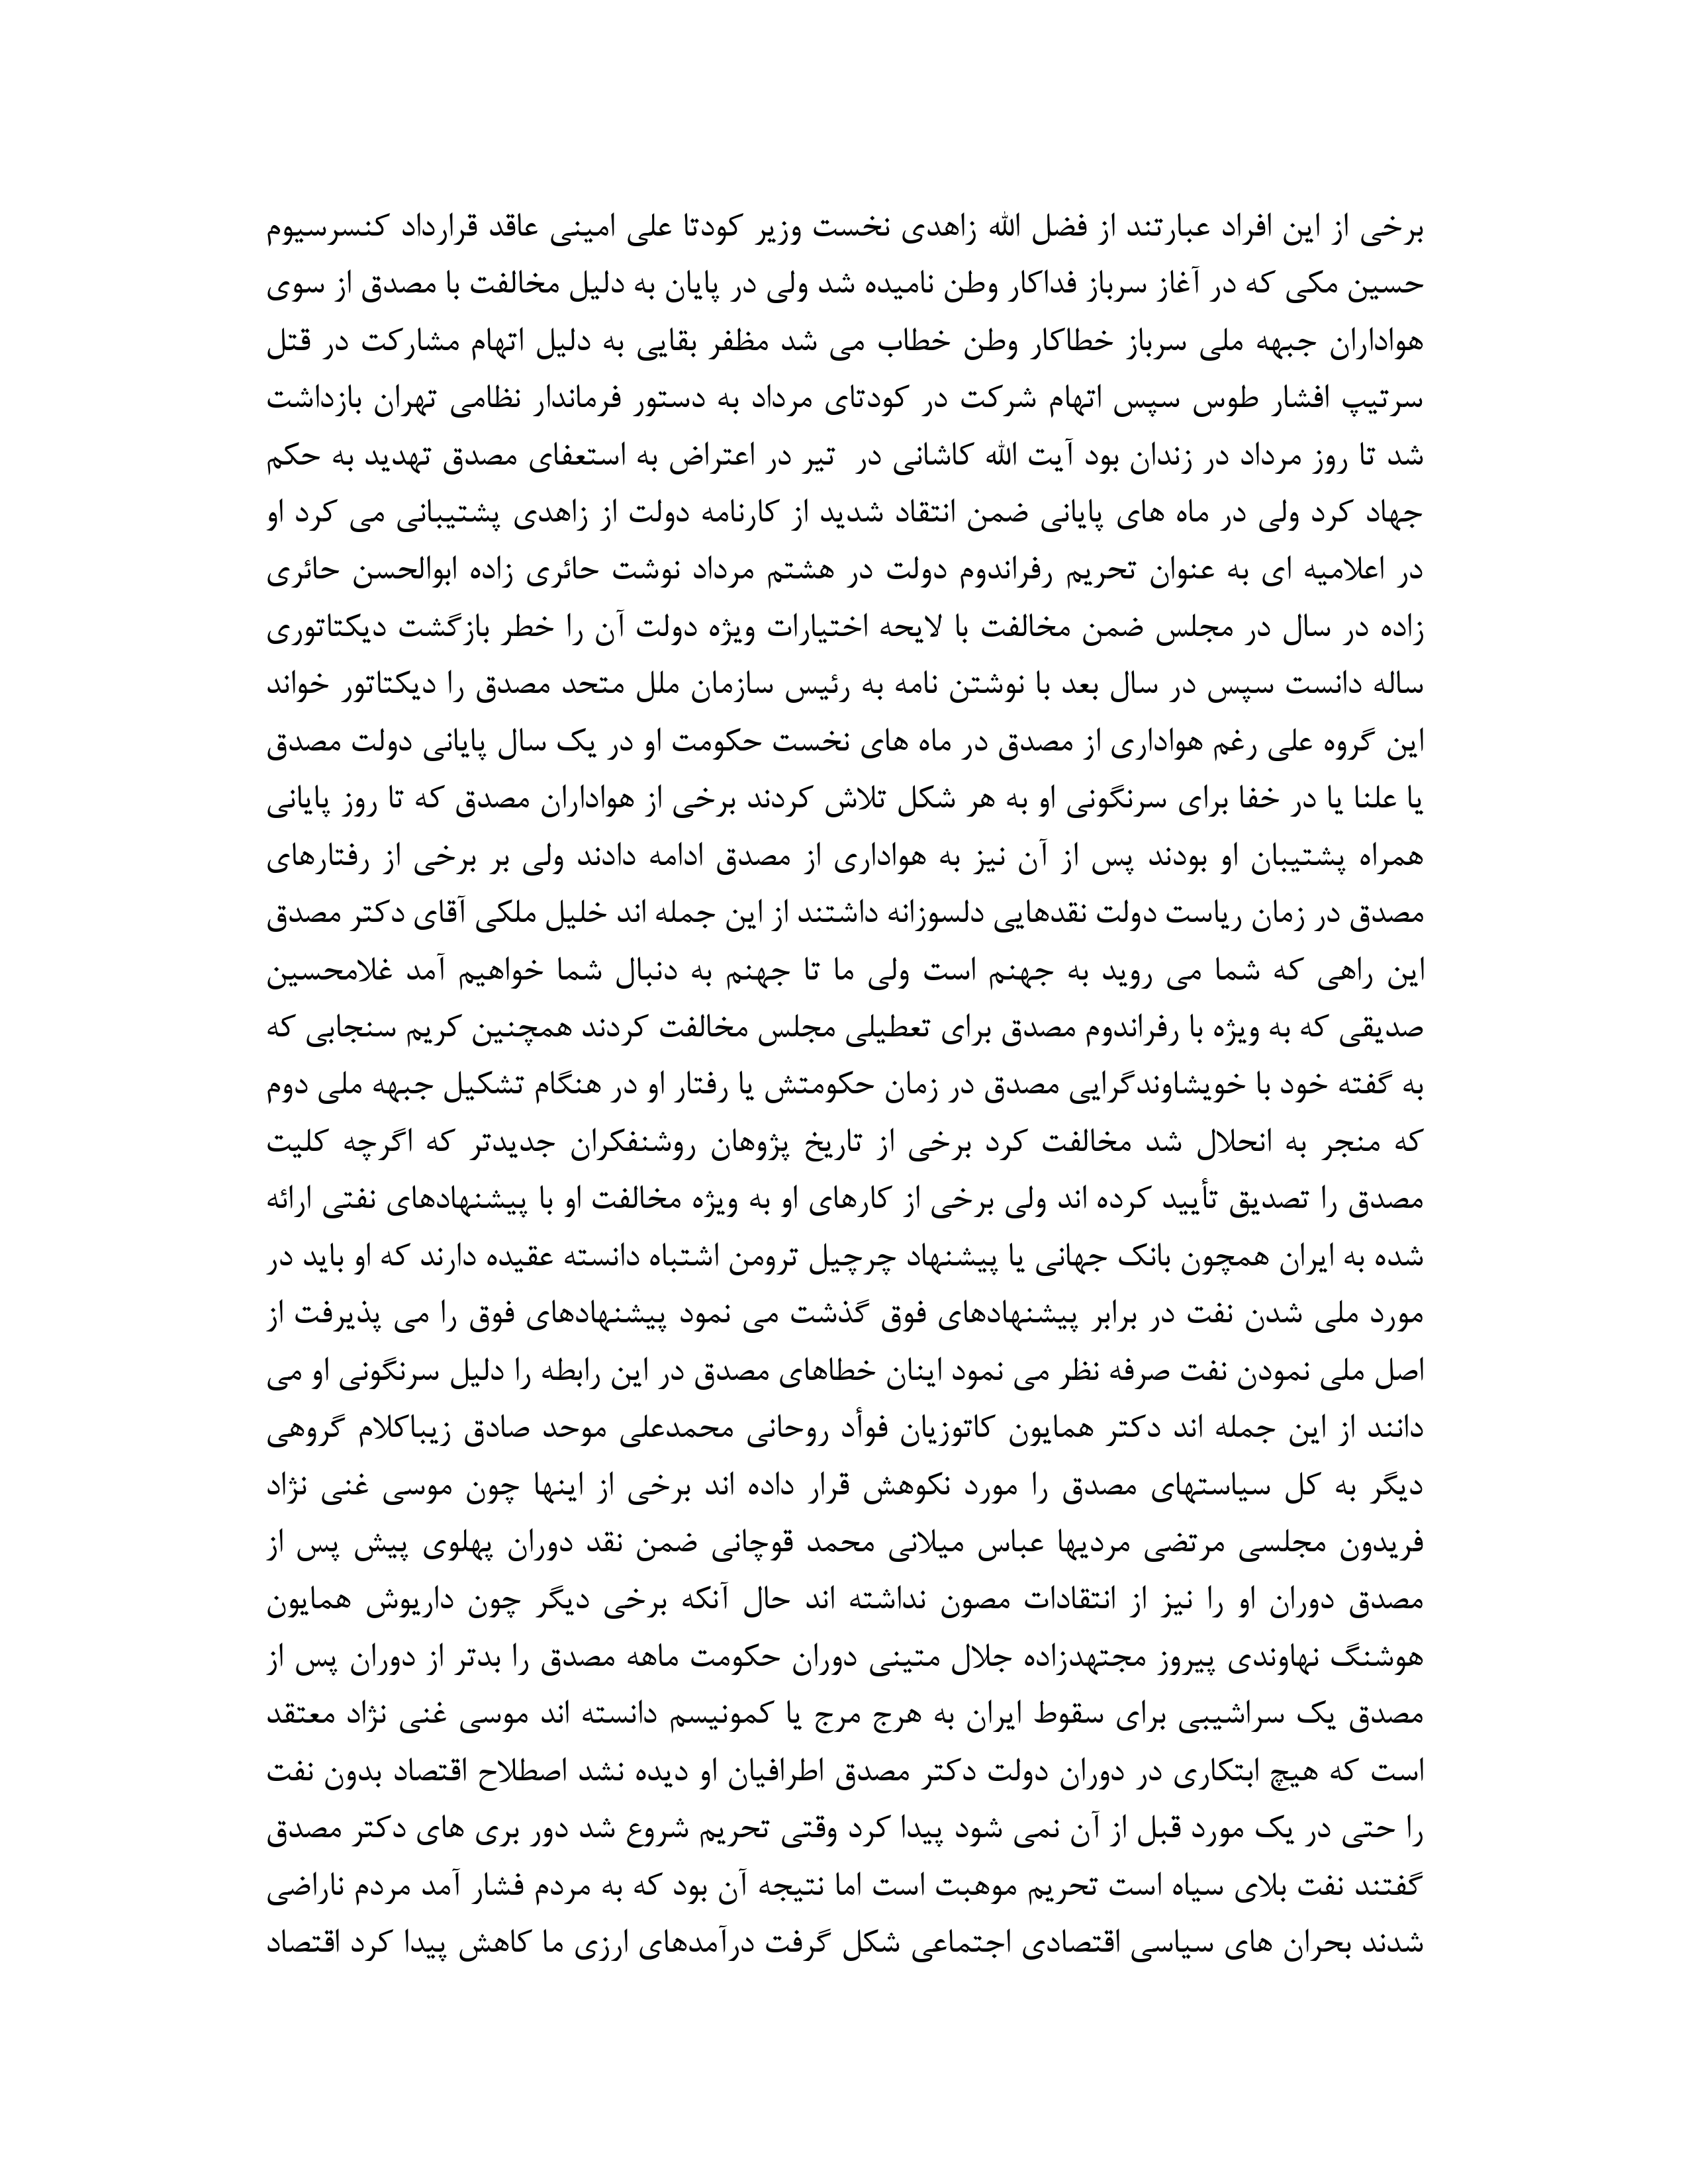 برخی از این افراد عبارتند از فضل الله زاهدی نخست وزیر کودتا علی امینی عاقد قرارداد کنسرسیوم
حسین مکی که در آغاز سرباز فداکار وطن نامیده شد ولی در پایان به دلیل مخالفت با مصدق از سوی
هواداران جبهه ملی سرباز خطاکار وطن خطاب می شد مظفر بقایی به دلیل اتهام مشارکت در قتل
سرتیپ افشار طوس سپس اتهام شرکت در کودتای مرداد به دستور فرماندار نظامی تهران بازداشت
شد تا روز مرداد در زندان بود آیت الله کاشانی در تیر در اعتراض به استعفای مصدق تهدید به حکم
جهاد کرد ولی در ماه های پایانی ضمن انتقاد شدید از کارنامه دولت از زاهدی پشتیبانی می کرد او
در اعلامیه ای به عنوان تحریم رفراندوم دولت در هشتم مرداد نوشت حائری زاده ابوالحسن حائری
زاده در سال در مجلس ضمن مخالفت با لایحه اختیارات ویژه دولت آن را خطر بازگشت دیکتاتوری
ساله دانست سپس در سال بعد با نوشتن نامه به رئیس سازمان ملل متحد مصدق را دیکتاتور خواند
این گروه علی رغم هواداری از مصدق در ماه های نخست حکومت او در یک سال پایانی دولت مصدق
یا علنا یا در خفا برای سرنگونی او به هر شکل تلاش کردند برخی از هواداران مصدق که تا روز پایانی
همراه پشتیبان او بودند پس از آن نیز به هواداری از مصدق ادامه دادند ولی بر برخی از رفتارهای
مصدق در زمان ریاست دولت نقدهایی دلسوزانه داشتند از این جمله اند خلیل ملکی آقای دکتر مصدق
این راهی که شما می روید به جهنم است ولی ما تا جهنم به دنبال شما خواهیم آمد غلامحسین
صدیقی که به ویژه با رفراندوم مصدق برای تعطیلی مجلس مخالفت کردند همچنین کریم سنجابی که
به گفته خود با خویشاوندگرایی مصدق در زمان حکومتش یا رفتار او در هنگام تشکیل جبهه ملی دوم
که منجر به انحلال شد مخالفت کرد برخی از تاریخ پژوهان روشنفکران جدیدتر که اگرچه کلیت
مصدق را تصدیق تأیید کرده اند ولی برخی از کارهای او به ویژه مخالفت او با پیشنهادهای نفتی ارائه
شده به ایران همچون بانک جهانی یا پیشنهاد چرچیل ترومن اشتباه دانسته عقیده دارند که او باید در
مورد ملی شدن نفت در برابر پیشنهادهای فوق گذشت می نمود پیشنهادهای فوق را می پذیرفت از
اصل ملی نمودن نفت صرفه نظر می نمود اینان خطاهای مصدق در این رابطه را دلیل سرنگونی او می
دانند از این جمله اند دکتر همایون کاتوزیان فوأد روحانی محمدعلی موحد صادق زیباکلام گروهی
دیگر به کل سیاستهای مصدق را مورد نکوهش قرار داده اند برخی از اینها چون موسی غنی نژاد
فریدون مجلسی مرتضی مردیها عباس میلانی محمد قوچانی ضمن نقد دوران پهلوی پیش پس از
مصدق دوران او را نیز از انتقادات مصون نداشته اند حال آنکه برخی دیگر چون داریوش همایون
هوشنگ نهاوندی پیروز مجتهدزاده جلال متینی دوران حکومت ماهه مصدق را بدتر از دوران پس از
مصدق یک سراشیبی برای سقوط ایران به هرج مرج یا کمونیسم دانسته اند موسی غنی نژاد معتقد
است که هیچ ابتکاری در دوران دولت دکتر مصدق اطرافیان او دیده نشد اصطلاح اقتصاد بدون نفت
را حتی در یک مورد قبل از آن نمی شود پیدا کرد وقتی تحریم شروع شد دور بری های دکتر مصدق
گفتند نفت بلای سیاه است تحریم موهبت است اما نتیجه آن بود که به مردم فشار آمد مردم ناراضی
شدند بحران های سیاسی اقتصادی اجتماعی شکل گرفت درآمدهای ارزی ما کاهش پیدا کرد اقتصاد